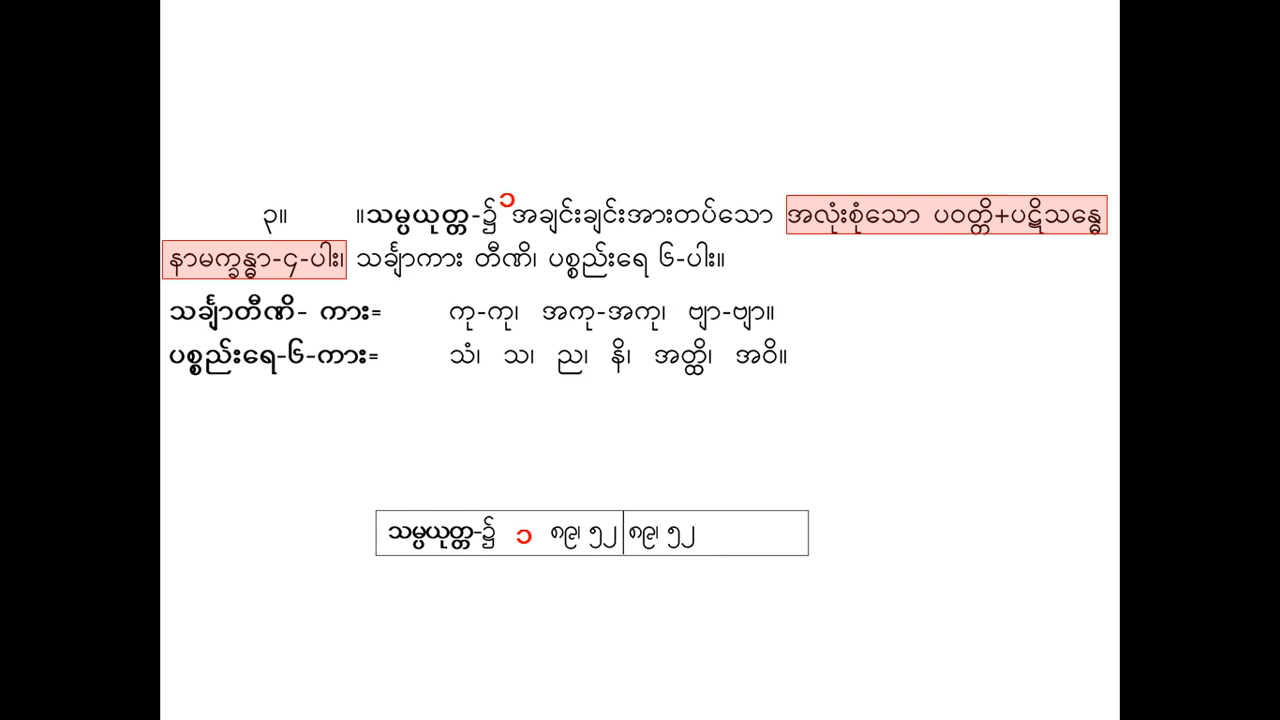 ၃။ ။သမ္ပယုတ္တ-၌ ၁ အချင်းချင်းအားတပ်သော အလုံးစုံသော ပဝတ္တိ+ပဋိသန္ဓေ
နာမက္ခန္ဓာ-၄-ပါး၊ သင်္ချာကား တီဏိ၊ ပစ္စည်းရေ ၆-ပါး။
သင်္ချာတီဏိ- ကား= ကု-ကု၊ အကု-အကု၊ ဗျာ-ဗျာ။
ပစ္စည်းရေ-၆-ကား= သံ၊ သ၊ ည၊ နိ၊ အတ္ထိ၊ အဝိ။
သမ္ပယုတ္တ-၌ ၁ ၈၉၊ ၅၂ ၈၉၊ ၅၂